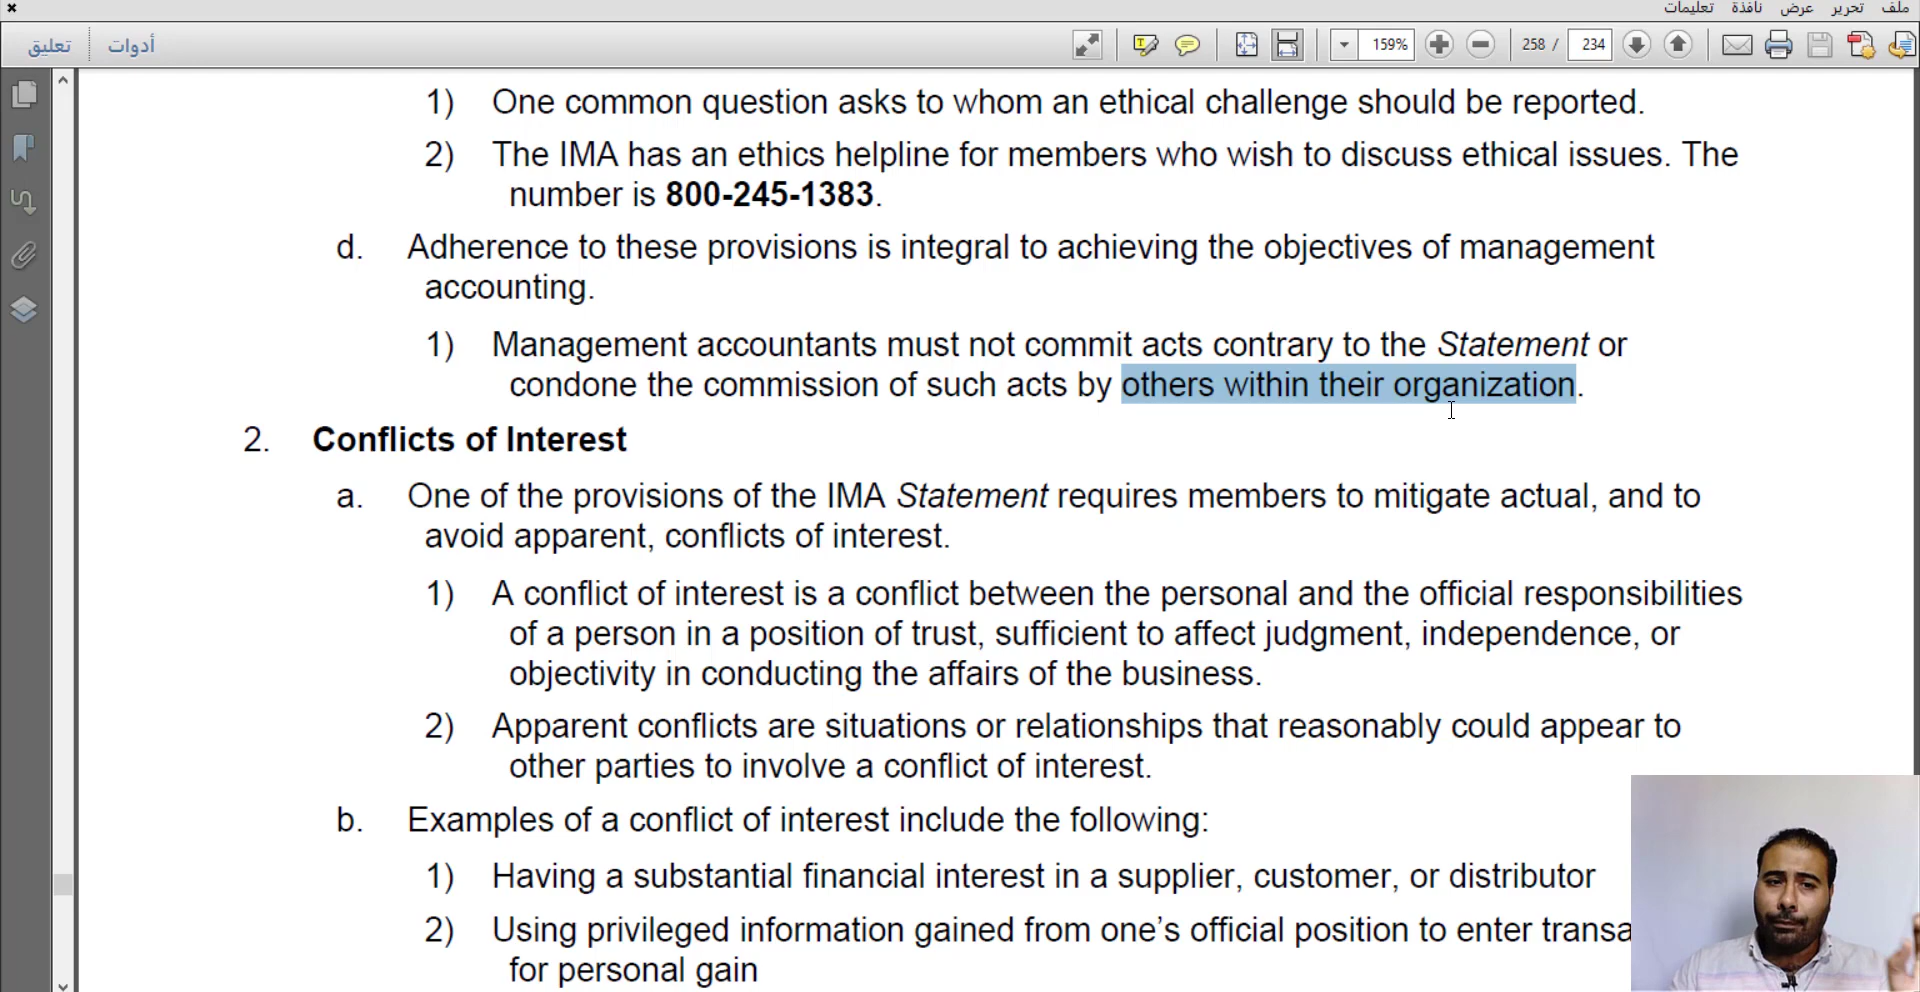 ملف تحرير عرض نافذة تعليمات
تعليق أدوات 159% 258 / 234
1) One common question asks to whom an ethical challenge should be reported.
2) The IMA has an ethics helpline for members who wish to discuss ethical issues. The
number is 800-245-1383.
d. Adherence to these provisions is integral to achieving the objectives of management
accounting.
1) Management accountants must not commit acts contrary to the Statement or
condone the commission of such acts by others within their organization.
2. Conflicts of Interest
a. One of the provisions of the IMA Statement requires members to mitigate actual, and to
avoid apparent, conflicts of interest.
1) A conflict of interest is a conflict between the personal and the official responsibilities
of a person in a position of trust, sufficient to affect judgment, independence, or
objectivity in conducting the affairs of the business.
2) Apparent conflicts are situations or relationships that reasonably could appear to
other parties to involve a conflict of interest.
b. Examples of a conflict of interest include the following:
1) Having a substantial financial interest in a supplier, customer, or distributor
2) Using privileged information gained from one's official position to enter transa
for personal gain